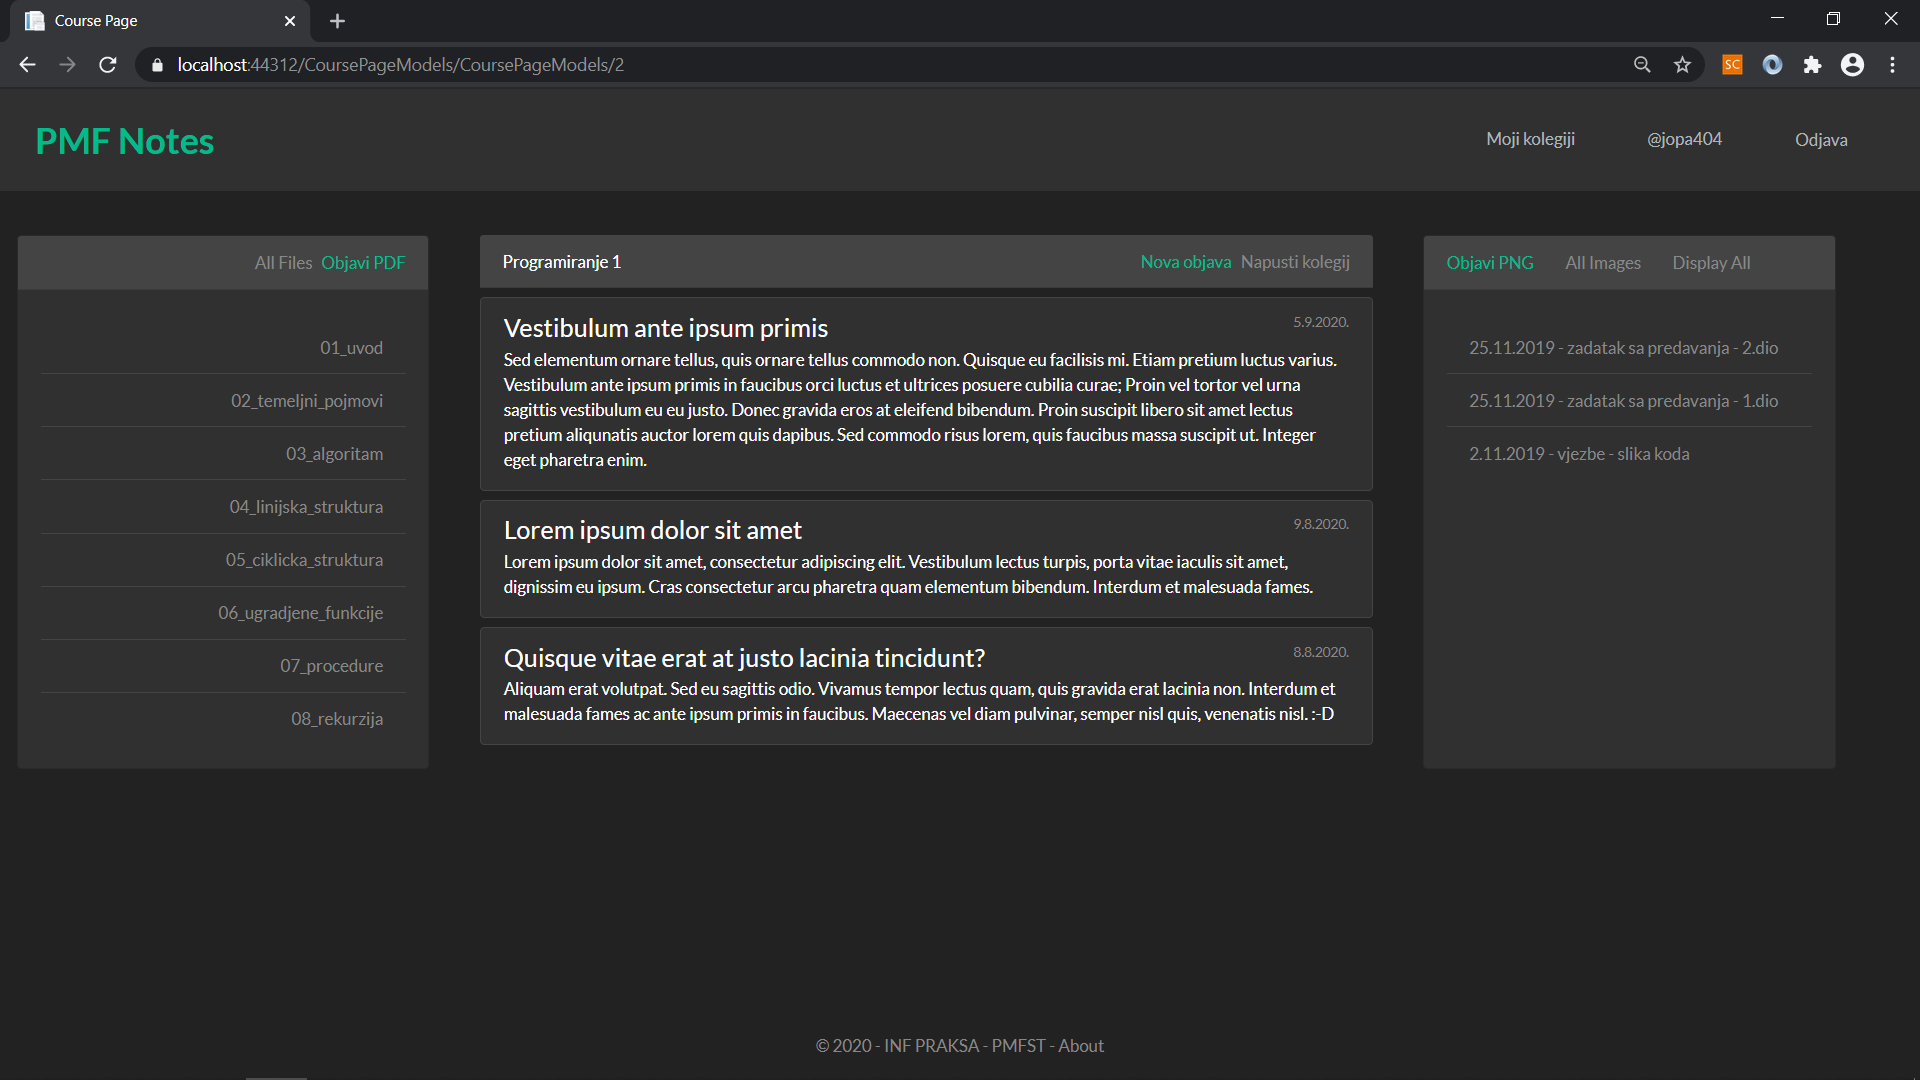 Course Page
localhost:44312/CoursePageModels/CoursePageModels/2
SC
PMF Notes
Moji kolegiji
@jopa404
Odjava
All Files Objavi PDF
01_uvod
02_temeljni_pojmovi
03_algoritam
04_linijska_struktura
05_ciklicka_struktura
06_ugradjene_funkcije
07_procedure
08_rekurzija
Programiranje 1
Nova objava Napusti kolegij
Vestibulum ante ipsum primis
5.9.2020.
Sed elementum ornare tellus, quis ornare tellus commodo non. Quisque eu facilisis mi. Etiam pretium luctus varius.
Vestibulum ante ipsum primis in faucibus orci luctus et ultrices posuere cubilia curae; Proin vel tortor vel urna
sagittis vestibulum eu eu justo. Donec gravida eros at eleifend bibendum. Proin suscipit libero sit amet lectus
pretium aliqunatis auctor lorem quis dapibus. Sed commodo risus lorem, quis faucibus massa suscipit ut. Integer
eget pharetra enim.
Lorem ipsum dolor sit amet
9.8.2020.
Lorem ipsum dolor sit amet, consectetur adipiscing elit. Vestibulum lectus turpis, porta vitae iaculis sit amet,
dignissim eu ipsum. Cras consectetur arcu pharetra quam elementum bibendum. Interdum et malesuada fames.
Quisque vitae erat at justo lacinia tincidunt?
8.8.2020.
Aliquam erat volutpat. Sed eu sagittis odio. Vivamus tempor lectus quam, quis gravida erat lacinia non. Interdum et
malesuada fames ac ante ipsum primis in faucibus. Maecenas vel diam pulvinar, semper nisl quis, venenatis nisl. :-D
Objavi PNG All Images Display All
25.11.2019 - zadatak sa predavanja - 2.dio
25.11.2019 - zadatak sa predavanja - 1.dio
2.11.2019 - vjezbe - slika koda
© 2020 - INF PRAKSA - PMFST - About